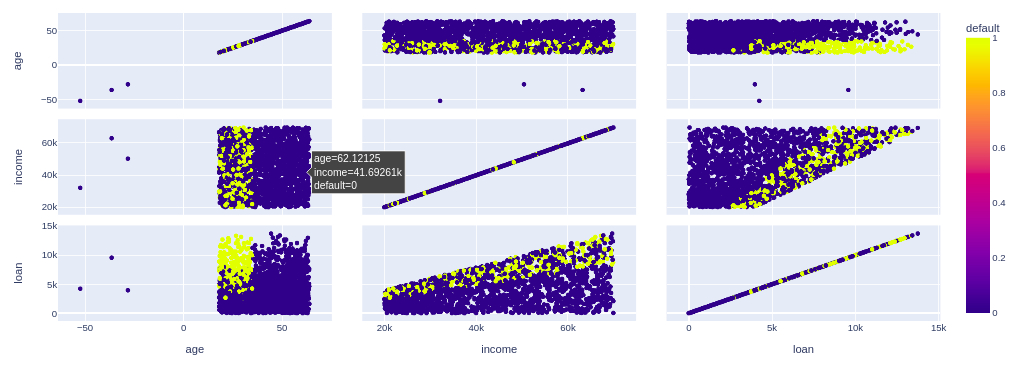 default
1
50
0
−50
age
0.8
60k
40k
20k
income
age=62.12125
income=41.69261k
default=0
0.6
0.4
15k
10k
5k
0
loan
0.2
0
−50
0
50
20k
40k
60k
0
5k
10k
15k
age
income
loan